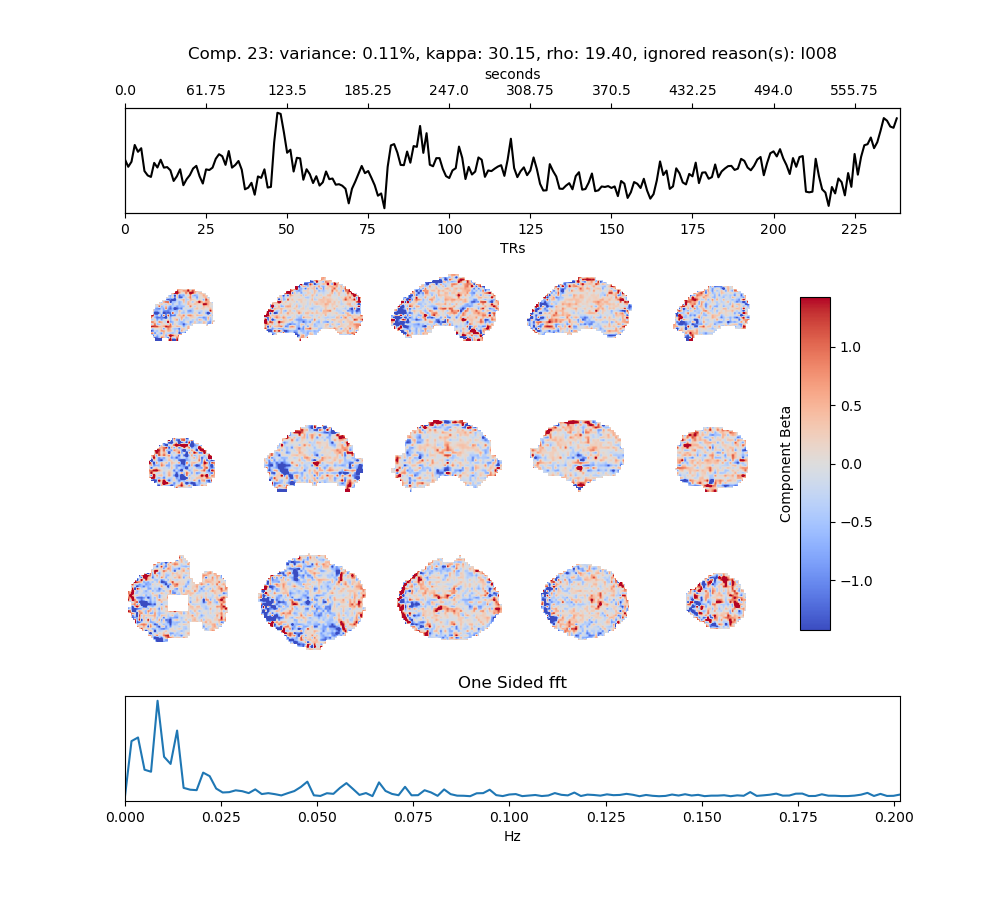 Comp. 23: variance: 0.11%, kappa: 30.15, rho: 19.40, ignored reason(s): I008
seconds
0.0 61.75 123.5 185.25 247.0 308.75 370.5 432.25 494.0 555.75
0 25 50 75 100 125 150 175 200 225
TRs
1.0
0.5
0.0
−0.5
−1.0
Component Beta
One Sided fft
0.000 0.025 0.050 0.075 0.100 0.125 0.150 0.175 0.200
Hz